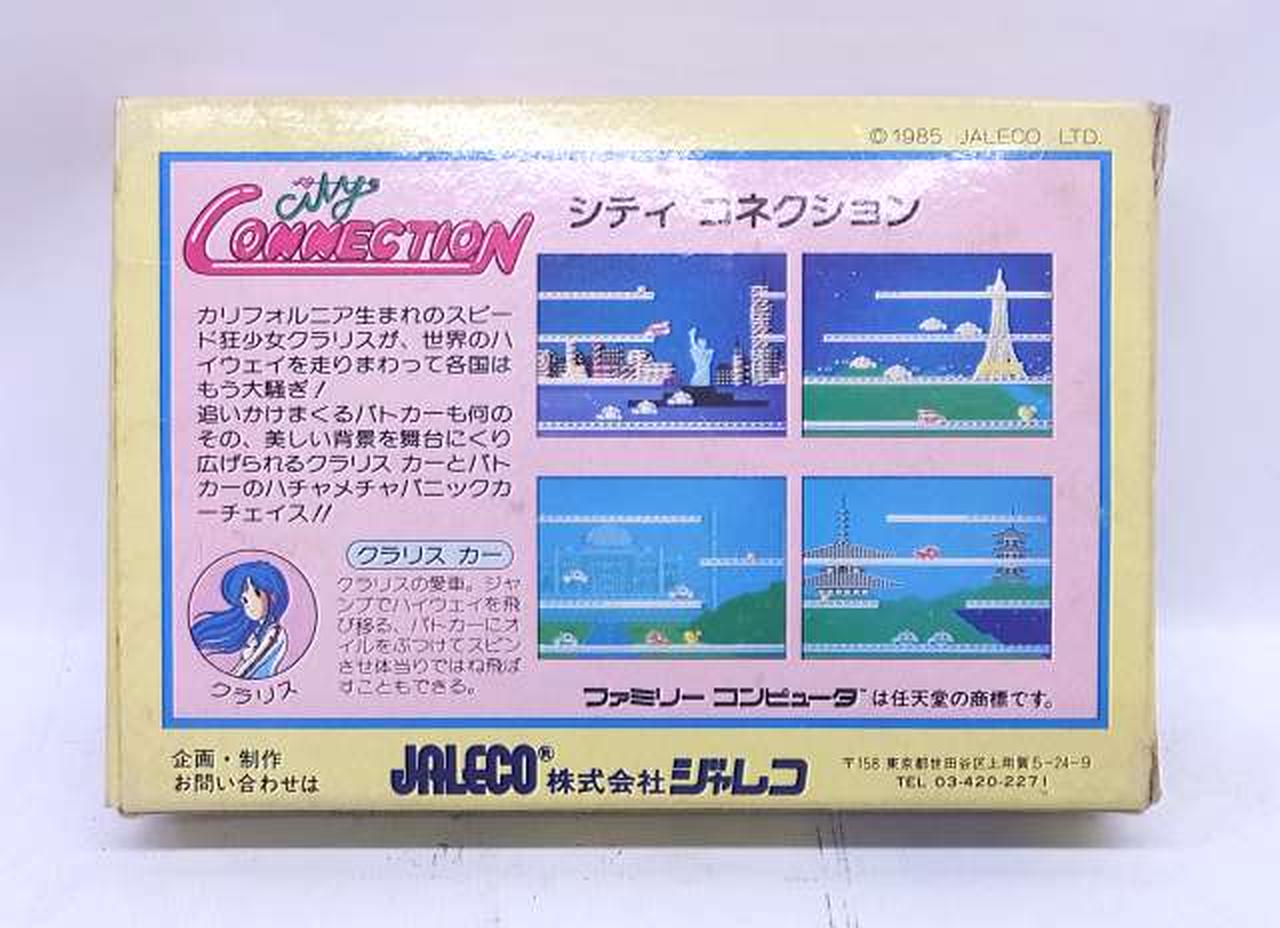 ©1985 JALECO LTD.
City CONNECTION
シティ コネクション
カリフォルニア生まれのスピー
ド狂少女クラリスが、世界のハ
イウェイを走りまわって各国は
もう大騒ぎ！
追いかけまくるパトカーも何の
その、美しい背景を舞台にくり
広げられるクラリス カーとパト
カーのハチャメチャパニックカ
ーチェイス!!
クラリス カー
クラリスの愛車。ジャ
ンプでハイウェイを飛
び移る、パトカーにオ
イルをぶつけてスピン
させ体当りではね飛ば
すこともできる。
クラリス
ファミリー コンピュータ™は任天堂の商標です。
企画・制作
お問い合わせは
JALECO® 株式会社ジャレコ
〒158 東京都世田谷区上用賀5-24-9
TEL 03-420-2271